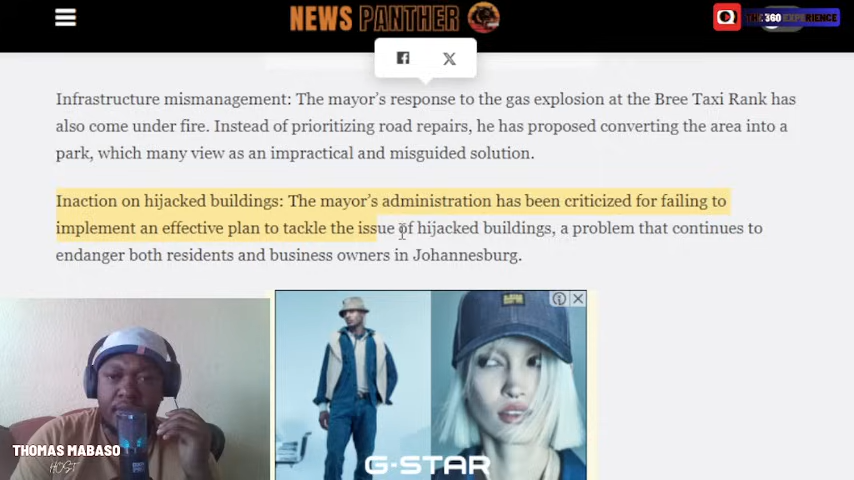 NEWS PANTHER
THE 360 EXPERIENCE
Infrastructure mismanagement: The mayor's response to the gas explosion at the Bree Taxi Rank has
also come under fire. Instead of prioritizing road repairs, he has proposed converting the area into a
park, which many view as an impractical and misguided solution.
Inaction on hijacked buildings: The mayor's administration has been criticized for failing to
implement an effective plan to tackle the issue of hijacked buildings, a problem that continues to
endanger both residents and business owners in Johannesburg.
THOMAS MABASO
HOST
G-STAR